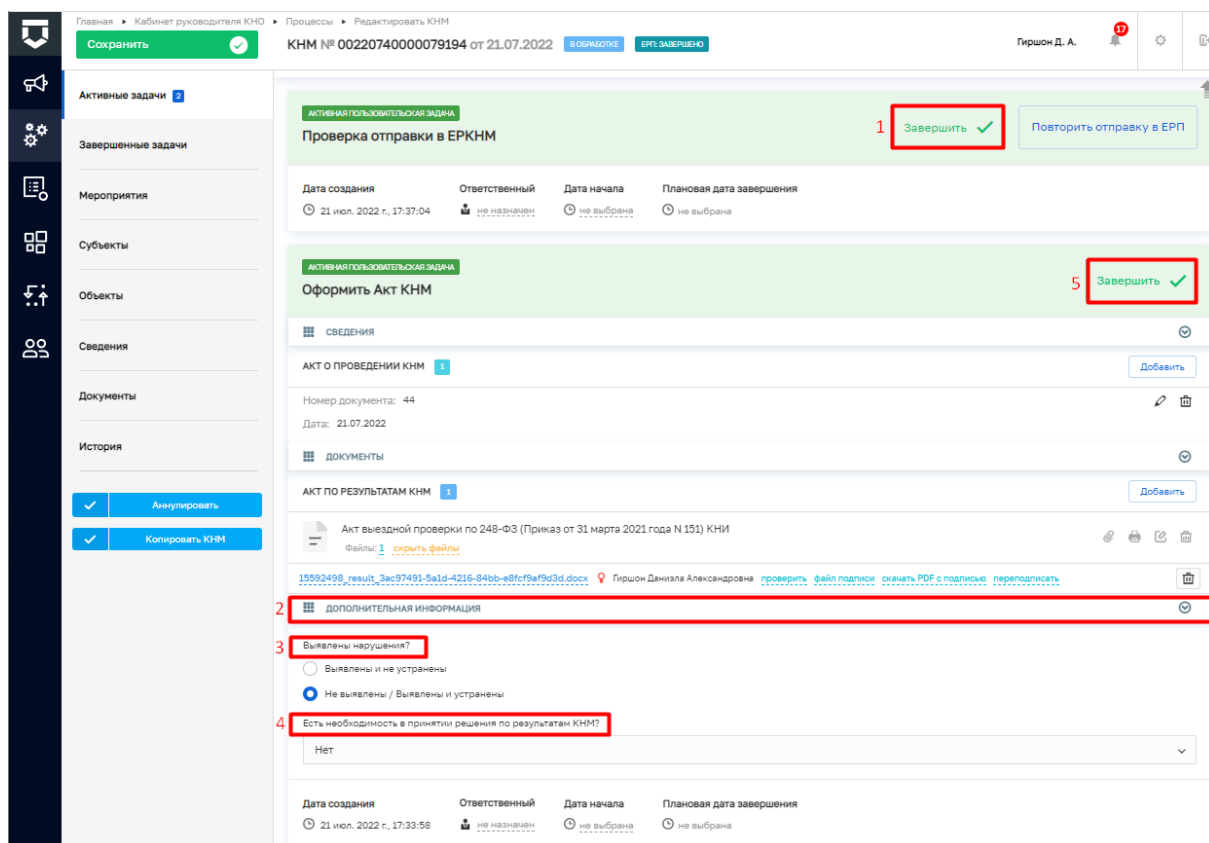 Главная ▸ Кабинет руководителя КНО ▸ Процессы ▸ Редактировать КНМ
Сохранить
КНМ № 00220740000079194 от 21.07.2022 В ОБРАБОТКЕ ЕРП: ЗАВЕРШЕНО
Гиршон Д. А.
17
Активные задачи 2
Завершенные задачи
Мероприятия
Субъекты
Объекты
Сведения
Документы
История
Аннулировать
Копировать КНМ
АКТИВНАЯ ПОЛЬЗОВАТЕЛЬСКАЯ ЗАДАЧА
Проверка отправки в ЕРКНМ
1 Завершить
Повторить отправку в ЕРП
Дата создания Ответственный Дата начала Плановая дата завершения
21 июл. 2022 г., 17:37:04 не назначен не выбрана не выбрана
АКТИВНАЯ ПОЛЬЗОВАТЕЛЬСКАЯ ЗАДАЧА
Оформить Акт КНМ
5 Завершить
СВЕДЕНИЯ
АКТ О ПРОВЕДЕНИИ КНМ 1 Добавить
Номер документа: 44
Дата: 21.07.2022
ДОКУМЕНТЫ
АКТ ПО РЕЗУЛЬТАТАМ КНМ 1 Добавить
Акт выездной проверки по 248-ФЗ (Приказ от 31 марта 2021 года N 151) КНИ
Файлы: 1 скрыть файлы
15592498_result_3ac97491-5a1d-4216-84bb-e8fcf9af9d3d.docx Гиршон Даниэла Александровна проверить файл подписи скачать PDF с подписью переподписать
2 ДОПОЛНИТЕЛЬНАЯ ИНФОРМАЦИЯ
3 Выявлены нарушения?
Выявлены и не устранены
Не выявлены / Выявлены и устранены
4 Есть необходимость в принятии решения по результатам КНМ?
Нет
Дата создания Ответственный Дата начала Плановая дата завершения
21 июл. 2022 г., 17:33:58 не назначен не выбрана не выбрана